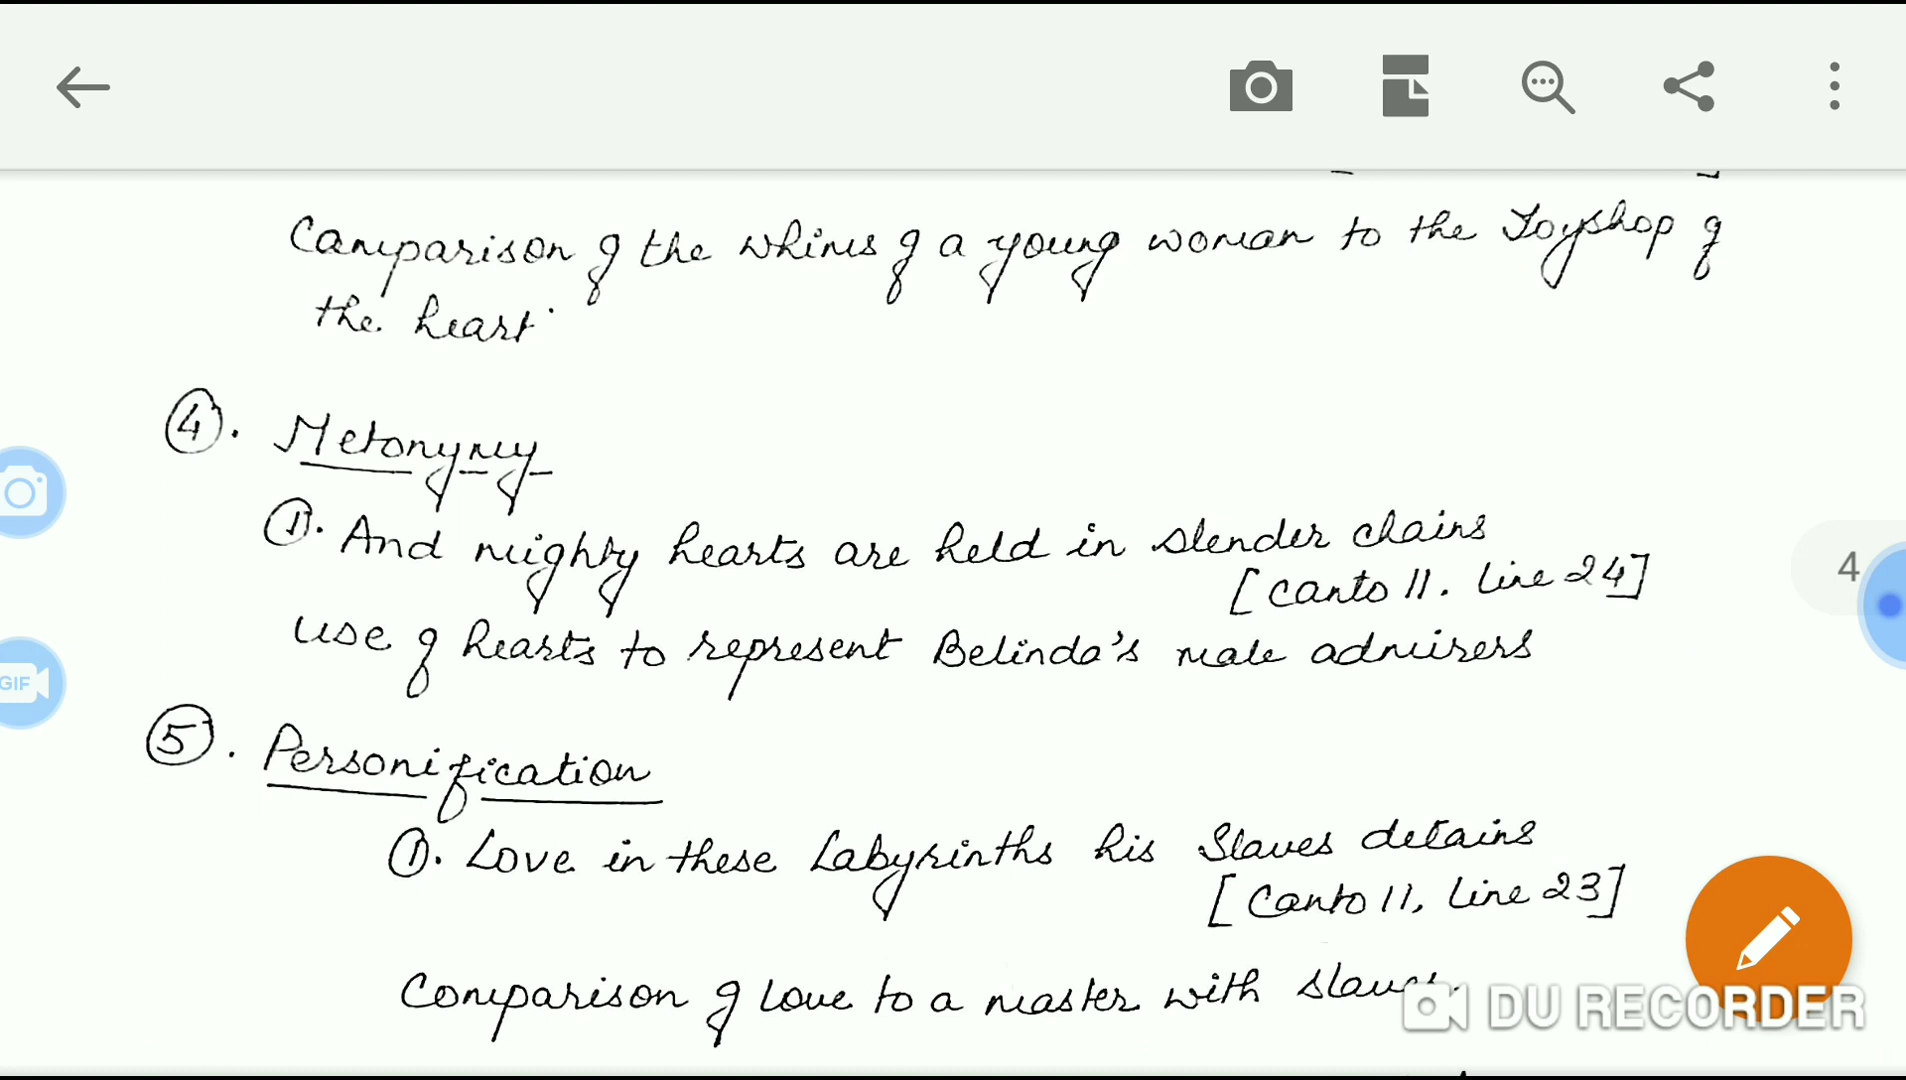 Comparison of the whims of a young woman to the Toyshop of
the heart.
4. Metonymy
1. And mighty hearts are held in slender chains
[Canto 11. Line 24]
use of hearts to represent Belinda's male admirers
4
GIF
5. Personification
1. Love in these Labyrinths his Slaves detains
[Canto 11, Line 23]
Comparison of Love to a master with slaves.
DU RECORDER